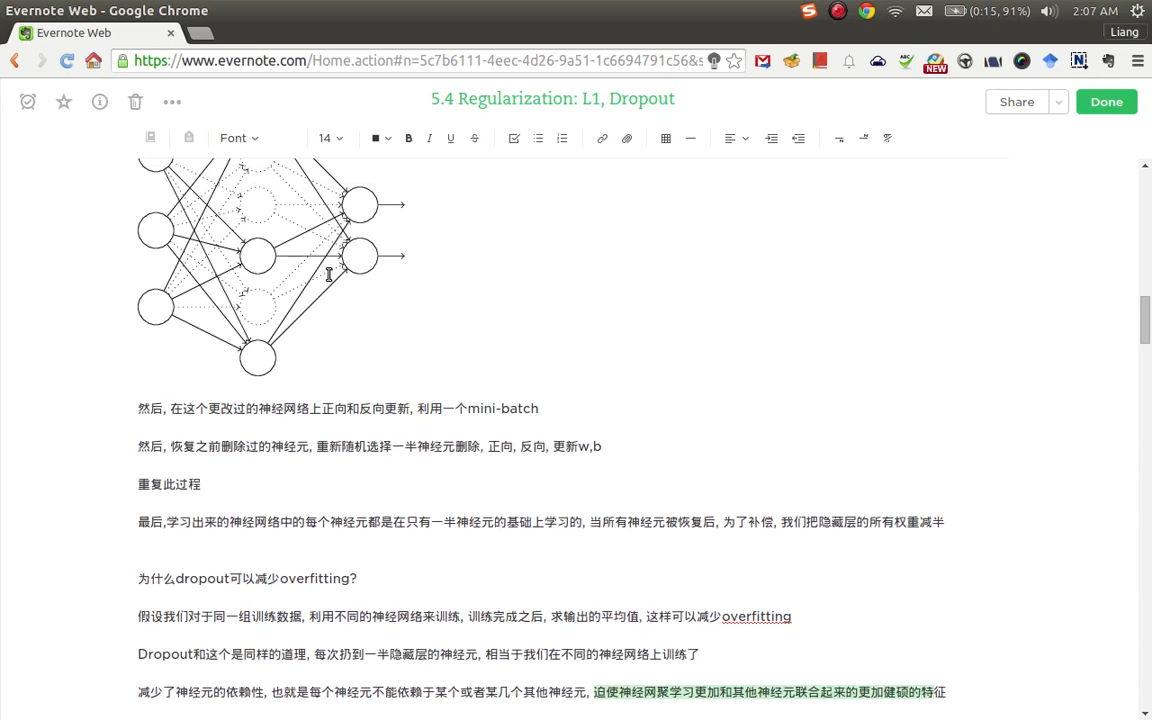 Evernote Web - Google Chrome
(0:15, 91%)
2:07 AM
Evernote Web
Liang
https://www.evernote.com/Home.action#n=5c7b6111-4eec-4d26-9a51-1c6694791c56&s
NEW
5.4 Regularization: L1, Dropout
Share
Done
Font
14
B
I
U
然后, 在这个更改过的神经网络上正向和反向更新, 利用一个mini-batch
然后, 恢复之前删除过的神经元, 重新随机选择一半神经元删除, 正向, 反向, 更新w,b
重复此过程
最后,学习出来的神经网络中的每个神经元都是在只有一半神经元的基础上学习的, 当所有神经元被恢复后, 为了补偿, 我们把隐藏层的所有权重减半
为什么dropout可以减少overfitting?
假设我们对于同一组训练数据, 利用不同的神经网络来训练, 训练完成之后, 求输出的平均值, 这样可以减少overfitting
Dropout和这个是同样的道理, 每次扔到一半隐藏层的神经元, 相当于我们在不同的神经网络上训练了
减少了神经元的依赖性, 也就是每个神经元不能依赖于某个或者某几个其他神经元, 迫使神经网聚学习更加和其他神经元联合起来的更加健硕的特征